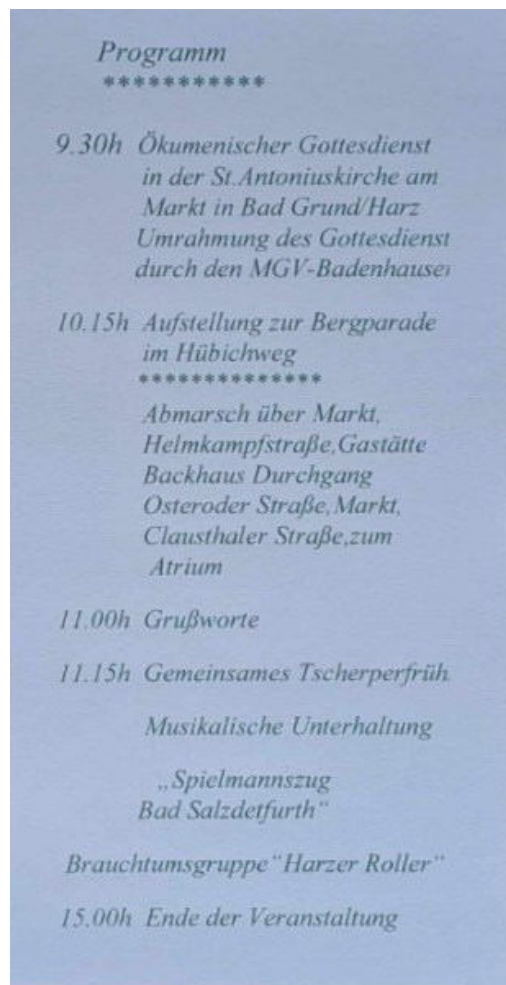 Programm
***********
9.30h Ökumenischer Gottesdienst
in der St.Antoniuskirche am
Markt in Bad Grund/Harz
Umrahmung des Gottesdienst
durch den MGV-Badenhausen
10.15h Aufstellung zur Bergparade
im Hübichweg
**************
Abmarsch über Markt,
Helmkampfstraße,Gastätte
Backhaus Durchgang
Osteroder Straße,Markt,
Clausthaler Straße,zum
Atrium
11.00h Grußworte
11.15h Gemeinsames Tscherperfrüh
Musikalische Unterhaltung
„Spielmannszug
Bad Salzdetfurth“
Brauchtumsgruppe“Harzer Roller“
15.00h Ende der Veranstaltung